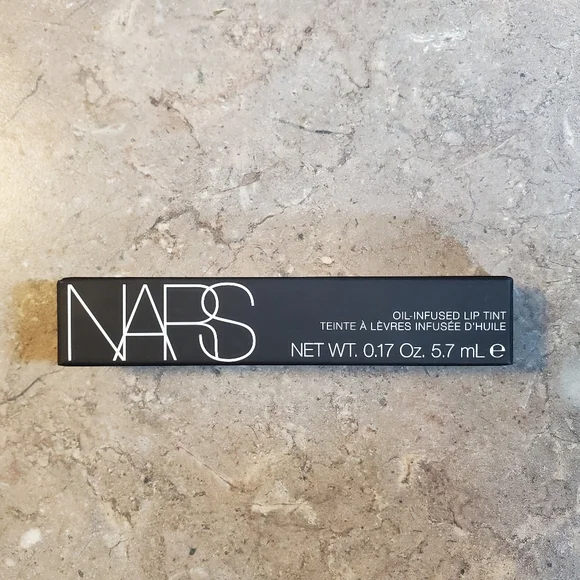 NARS
OIL-INFUSED LIP TINT
TEINTE À LÈVRES INFUSÉE D'HUILE
NET WT. 0.17 Oz. 5.7 mL ℮